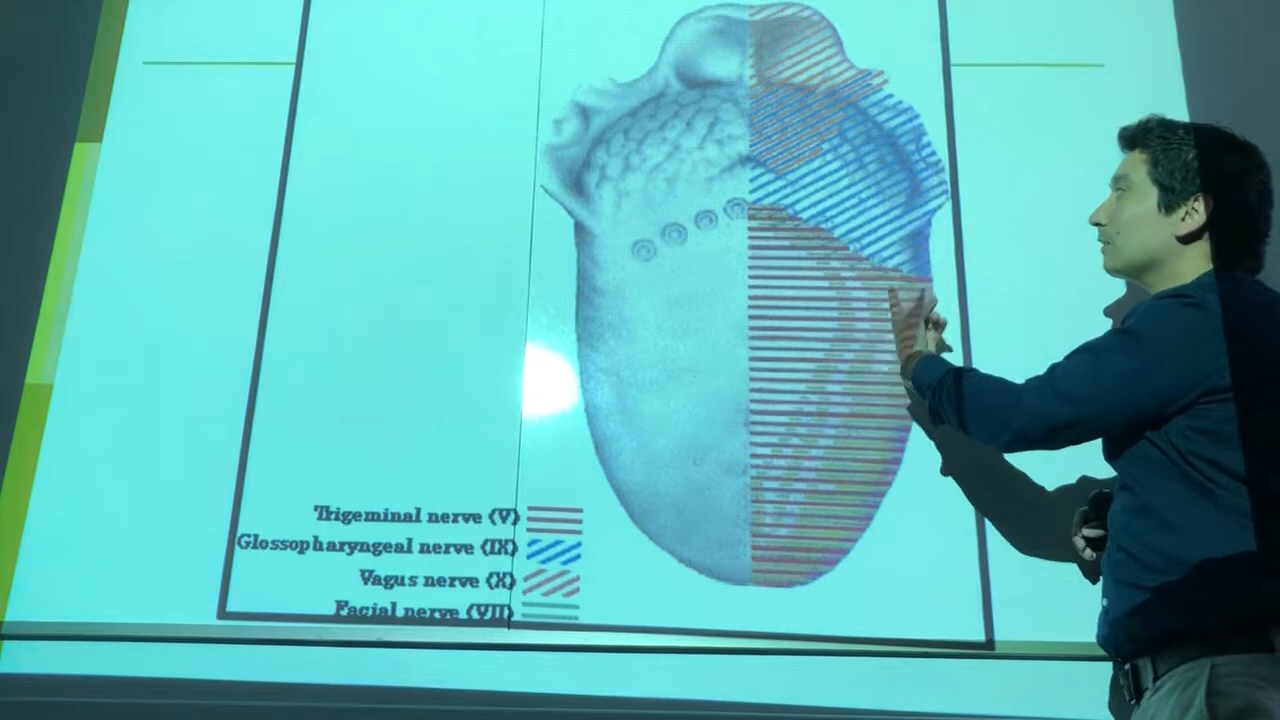 Trigeminal nerve (V)
Glossopharyngeal nerve (IX)
Vagus nerve (X)
Facial nerve (VII)